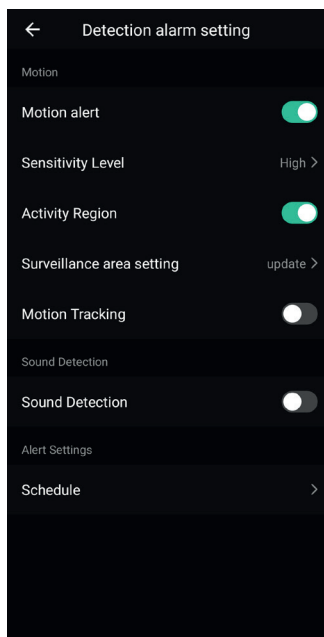 Detection alarm setting
Motion
Motion alert
Sensitivity Level High
Activity Region
Surveillance area setting update
Motion Tracking
Sound Detection
Sound Detection
Alert Settings
Schedule